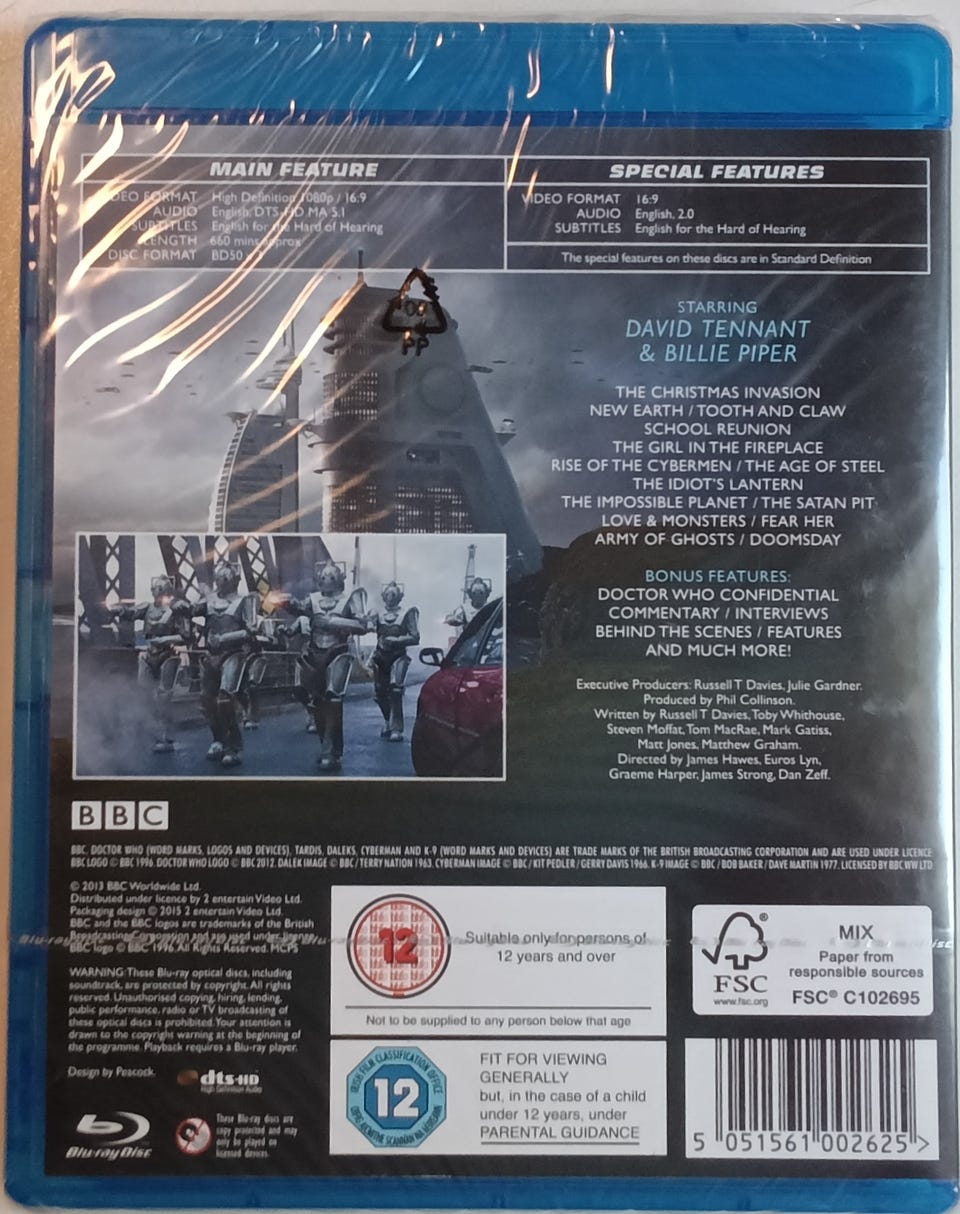 MAIN FEATURE
VIDEO FORMAT High Definition 1080p / 16:9
AUDIO English, DTS-HD MA 5.1
SUBTITLES English for the Hard of Hearing
LENGTH 660 mins approx
DISC FORMAT BD50
SPECIAL FEATURES
VIDEO FORMAT 16:9
AUDIO English, 2.0
SUBTITLES English for the Hard of Hearing
The special features on these discs are in Standard Definition
PP
STARRING
DAVID TENNANT
& BILLIE PIPER
THE CHRISTMAS INVASION
NEW EARTH / TOOTH AND CLAW
SCHOOL REUNION
THE GIRL IN THE FIREPLACE
RISE OF THE CYBERMEN / THE AGE OF STEEL
THE IDIOT'S LANTERN
THE IMPOSSIBLE PLANET / THE SATAN PIT
LOVE & MONSTERS / FEAR HER
ARMY OF GHOSTS / DOOMSDAY
BONUS FEATURES:
DOCTOR WHO CONFIDENTIAL
COMMENTARY / INTERVIEWS
BEHIND THE SCENES / FEATURES
AND MUCH MORE!
Executive Producers: Russell T Davies, Julie Gardner.
Produced by Phil Collinson.
Written by Russell T Davies, Toby Whithouse,
Steven Moffat, Tom MacRae, Mark Gatiss,
Matt Jones, Matthew Graham.
Directed by James Hawes, Euros Lyn,
Graeme Harper, James Strong, Dan Zeff.
BBC
BBC, DOCTOR WHO (WORD MARKS, LOGOS AND DEVICES), TARDIS, DALEKS, CYBERMAN AND K-9 (WORD MARKS AND DEVICES) ARE TRADE MARKS OF THE BRITISH BROADCASTING CORPORATION AND ARE USED UNDER LICENCE
BBC LOGO © BBC 1996. DOCTOR WHO LOGO © BBC 2012. DALEK IMAGE © BBC / TERRY NATION 1963. CYBERMAN IMAGE © BBC / KIT PEDLER / GERRY DAVIS 1966. K-9 IMAGE © BBC / BOB BAKER / DAVE MARTIN 1977. LICENSED BY BBC WW LTD
© 2013 BBC Worldwide Ltd.
Distributed under licence by 2 entertain Video Ltd.
Packaging design © 2015 2 entertain Video Ltd.
BBC and the BBC logos are trademarks of the British
Broadcasting Corporation and are used under licence.
BBC logo © BBC 1996. All Rights Reserved. MCPS
WARNING: These Blu-ray optical discs, including
soundtrack, are protected by copyright. All rights
reserved. Unauthorised copying, hiring, lending,
public performance, radio or TV broadcasting of
these optical discs is prohibited. Your attention is
drawn to the copyright warning at the beginning of
the programme. Playback requires a Blu-ray player.
Design by Peacock.
dts-HD
High Definition Audio
Blu-ray Disc
These Blu-ray discs are
copy protected and may
only be played on
licensed devices.
12
Suitable only for persons of
12 years and over
Not to be supplied to any person below that age
IRISH FILM CLASSIFICATION OFFICE
12
FIT FOR VIEWING
GENERALLY
but, in the case of a child
under 12 years, under
PARENTAL GUIDANCE
FSC
www.fsc.org
MIX
Paper from
responsible sources
FSC® C102695
5 051561 002625 >